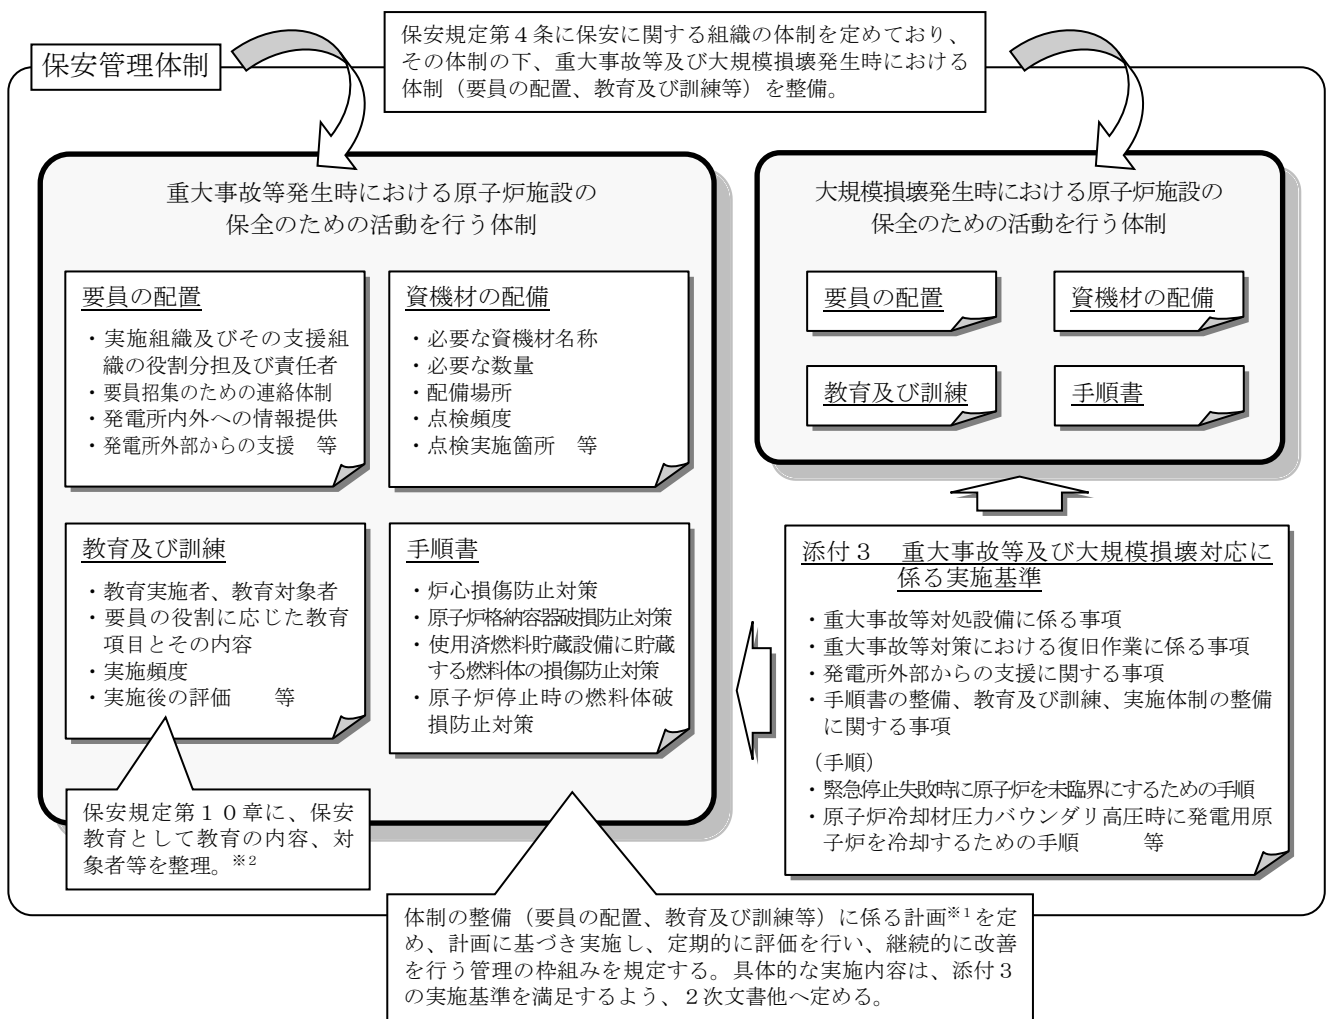 保安管理体制
保安規定第４条に保安に関する組織の体制を定めており、
その体制の下、重大事故等及び大規模損壊発生時における
体制（要員の配置、教育及び訓練等）を整備。
重大事故等発生時における原子炉施設の
保全のための活動を行う体制
要員の配置
・実施組織及びその支援組
織の役割分担及び責任者
・要員招集のための連絡体制
・発電所内外への情報提供
・発電所外部からの支援　等
資機材の配備
・必要な資機材名称
・必要な数量
・配備場所
・点検頻度
・点検実施箇所　等
教育及び訓練
・教育実施者、教育対象者
・要員の役割に応じた教育
項目とその内容
・実施頻度
・実施後の評価　　等
手順書
・炉心損傷防止対策
・原子炉格納容器破損防止対策
・使用済燃料貯蔵設備に貯蔵
する燃料体の損傷防止対策
・原子炉停止時の燃料体破
損防止対策
保安規定第１０章に、保安
教育として教育の内容、対
象者等を整理。※2
大規模損壊発生時における原子炉施設の
保全のための活動を行う体制
要員の配置
資機材の配備
教育及び訓練
手順書
添付３　重大事故等及び大規模損壊対応に
係る実施基準
・重大事故等対処設備に係る事項
・重大事故等対策における復旧作業に係る事項
・発電所外部からの支援に関する事項
・手順書の整備、教育及び訓練、実施体制の整備
に関する事項
（手順）
・緊急停止失敗時に原子炉を未臨界にするための手順
・原子炉冷却材圧力バウンダリ高圧時に発電用原
子炉を冷却するための手順　　　等
体制の整備（要員の配置、教育及び訓練等）に係る計画※1を定
め、計画に基づき実施し、定期的に評価を行い、継続的に改善
を行う管理の枠組みを規定する。具体的な実施内容は、添付３
の実施基準を満足するよう、２次文書他へ定める。